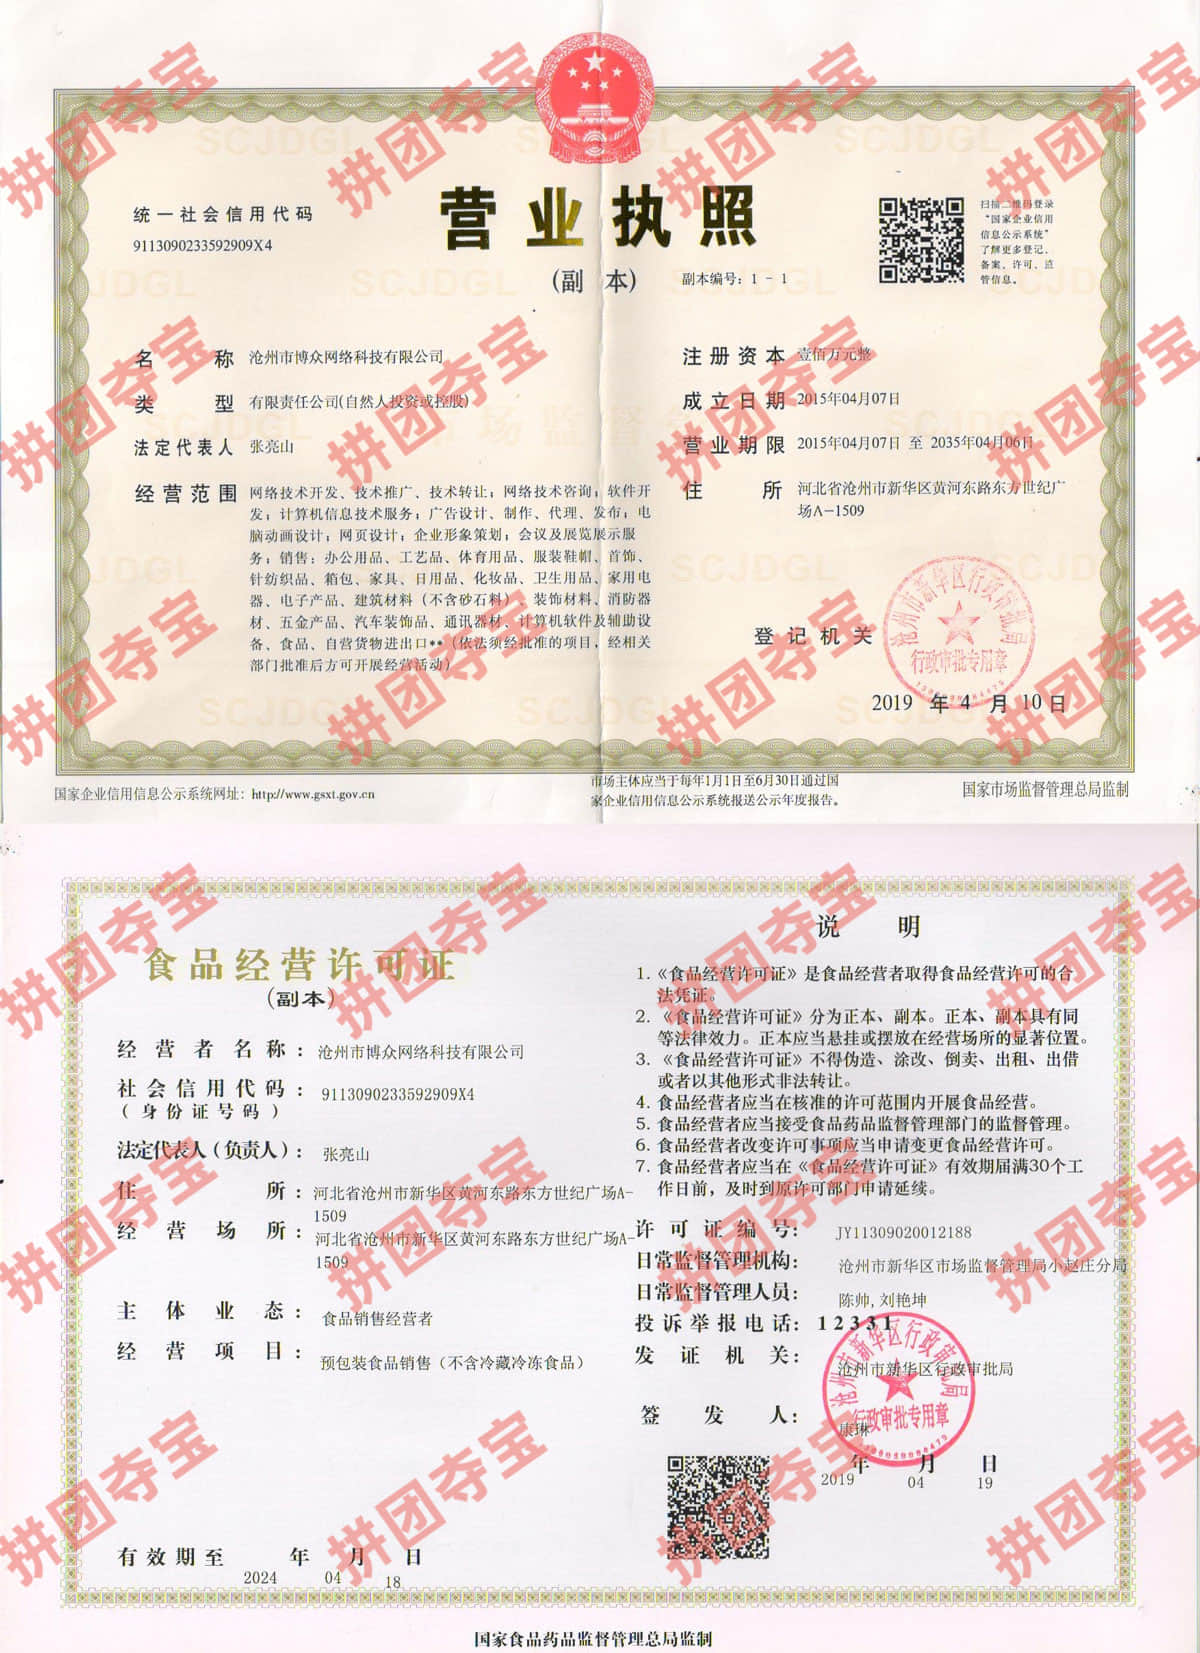 营业执照
(副 本)
副本编号：1 - 1
统一社会信用代码
9113090233592909X4
扫描二维码登录
“国家企业信用
信息公示系统”
了解更多登记、
备案、许可、监
管信息。
名 称 沧州市博众网络科技有限公司
类 型 有限责任公司(自然人投资或控股)
法定代表人 张亮山
经营范围 网络技术开发、技术推广、技术转让；网络技术咨询；软件开
发；计算机信息技术服务；广告设计、制作、代理、发布；电
脑动画设计；网页设计；企业形象策划；会议及展览展示服
务；销售：办公用品、工艺品、体育用品、服装鞋帽、首饰、
针纺织品、箱包、家具、日用品、化妆品、卫生用品、家用电
器、电子产品、建筑材料（不含砂石料）、装饰材料、消防器
材、五金产品、汽车装饰品、通讯器材、计算机软件及辅助设
备、食品、自营货物进出口**（依法须经批准的项目，经相关
部门批准后方可开展经营活动）
注册资本 壹佰万元整
成立日期 2015年04月07日
营业期限 2015年04月07日 至 2035年04月06日
住 所 河北省沧州市新华区黄河东路东方世纪广
场A-1509
登记机关
沧州市新华区行政审批局
行政审批专用章
2019 年 4 月 10 日
国家企业信用信息公示系统网址：http://www.gsxt.gov.cn
市场主体应当于每年1月1日至6月30日通过国
家企业信用信息公示系统报送公示年度报告。
国家市场监督管理总局监制
食品经营许可证
(副本)
经营者名称：沧州市博众网络科技有限公司
社会信用代码：9113090233592909X4
(身份证号码)
法定代表人(负责人)：张亮山
住 所：河北省沧州市新华区黄河东路东方世纪广场A-
1509
经营场所：河北省沧州市新华区黄河东路东方世纪广场A-
1509
主体业态：食品销售经营者
经营项目：预包装食品销售（不含冷藏冷冻食品）
有效期至 2024 年 04 月 18 日
说 明
1.《食品经营许可证》是食品经营者取得食品经营许可的合
法凭证。
2.《食品经营许可证》分为正本、副本。正本、副本具有同
等法律效力。正本应当悬挂或摆放在经营场所的显著位置。
3.《食品经营许可证》不得伪造、涂改、倒卖、出租、出借
或者以其他形式非法转让。
4. 食品经营者应当在核准的许可范围内开展食品经营。
5. 食品经营者应当接受食品药品监督管理部门的监督管理。
6. 食品经营者改变许可事项应当申请变更食品经营许可。
7. 食品经营者应当在《食品经营许可证》有效期届满30个工
作日前，及时到原许可部门申请延续。
许可证编号：JY11309020012188
日常监督管理机构：沧州市新华区市场监督管理局小赵庄分局
日常监督管理人员：陈帅,刘艳坤
投诉举报电话：12331
发证机关：沧州市新华区行政审批局
签发人：康琳
沧州市新华区行政审批局
行政审批专用章
2019 年 04 月 19 日
国家食品药品监督管理总局监制
拼团夺宝